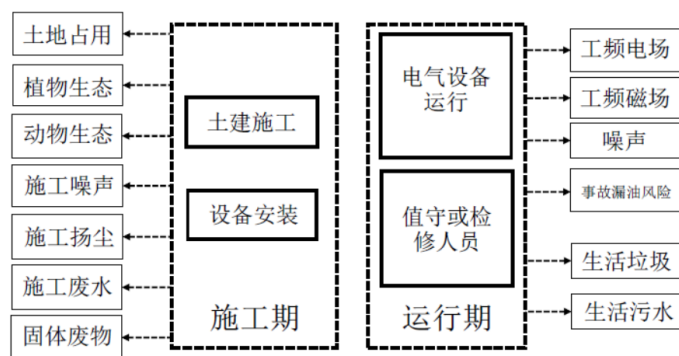 土地占用
植物生态
动物生态
施工噪声
施工扬尘
施工废水
固体废物
土建施工
设备安装
施工期
电气设备
运行
值守或检
修人员
运行期
工频电场
工频磁场
噪声
事故漏油风险
生活垃圾
生活污水